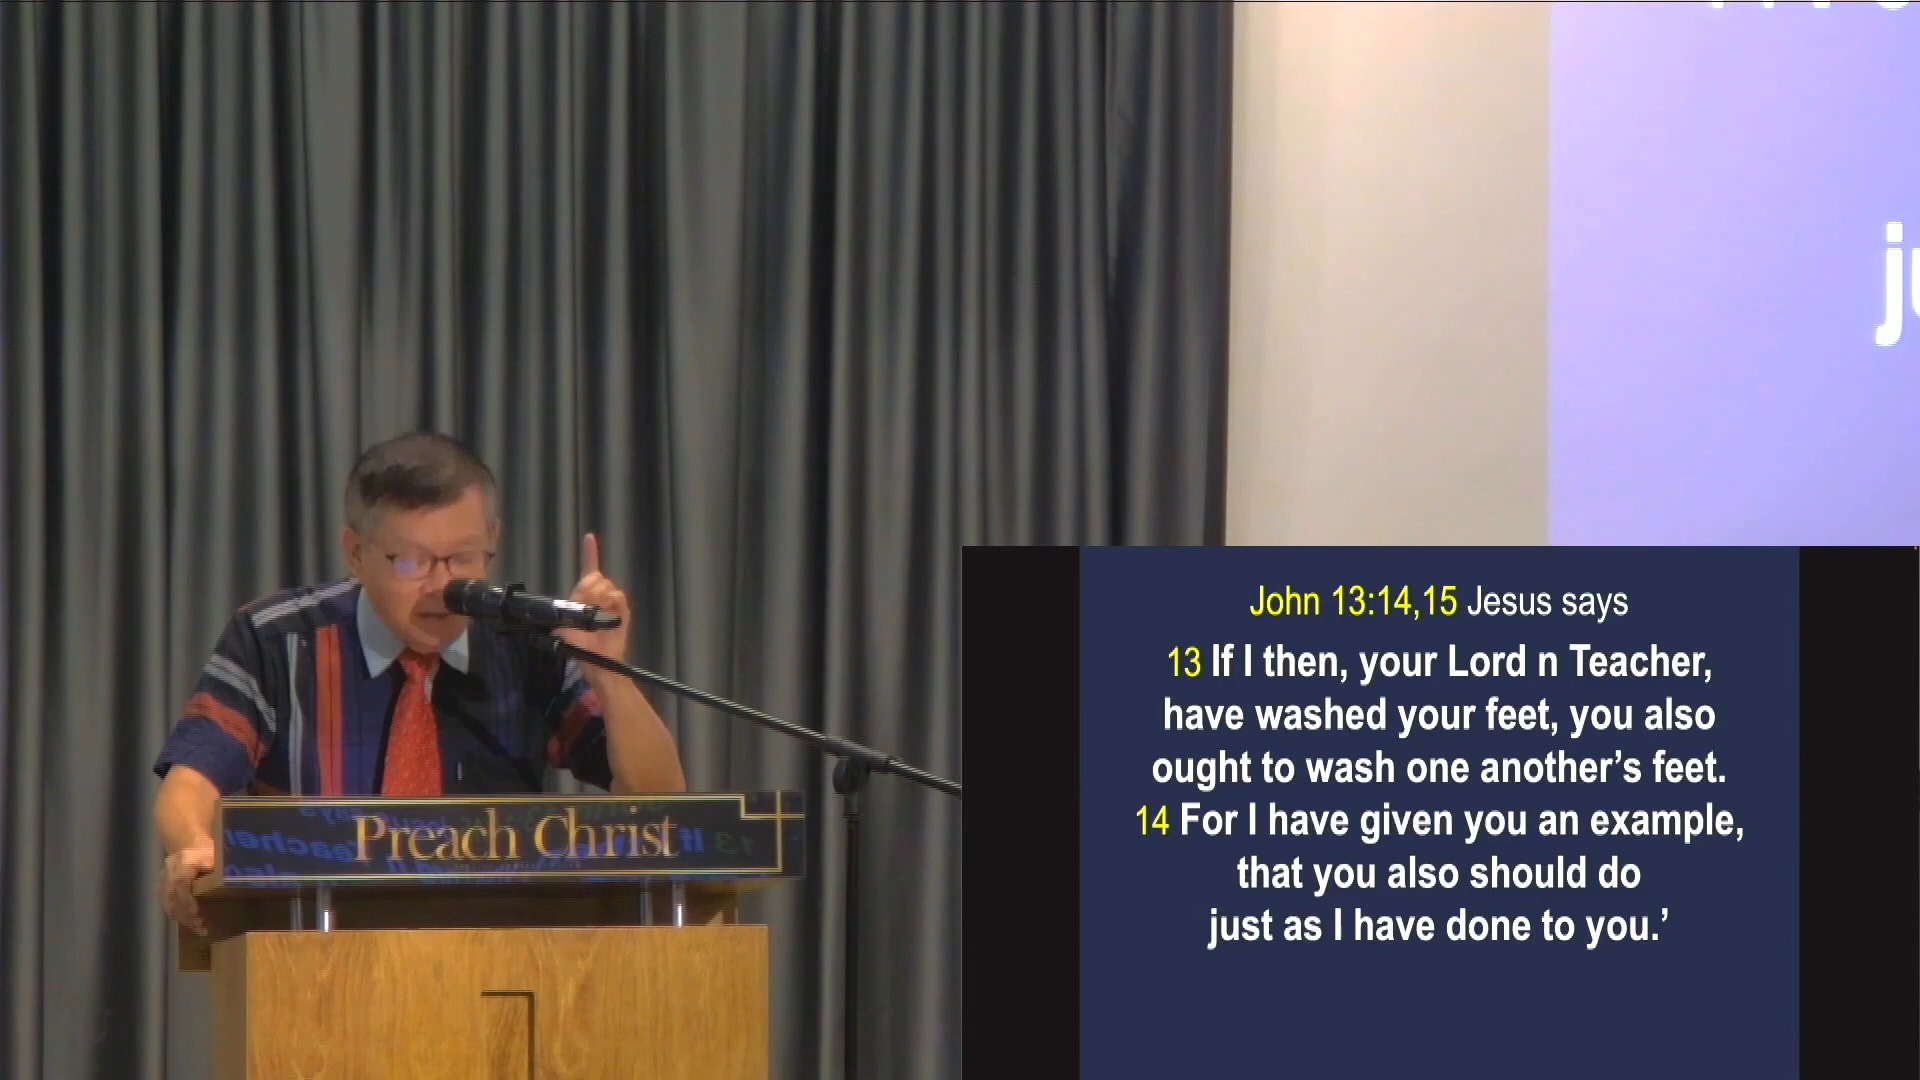 ju
Preach Christ
John 13:14,15 Jesus says
13 If I then, your Lord n Teacher,
have washed your feet, you also
ought to wash one another’s feet.
14 For I have given you an example,
that you also should do
just as I have done to you.’